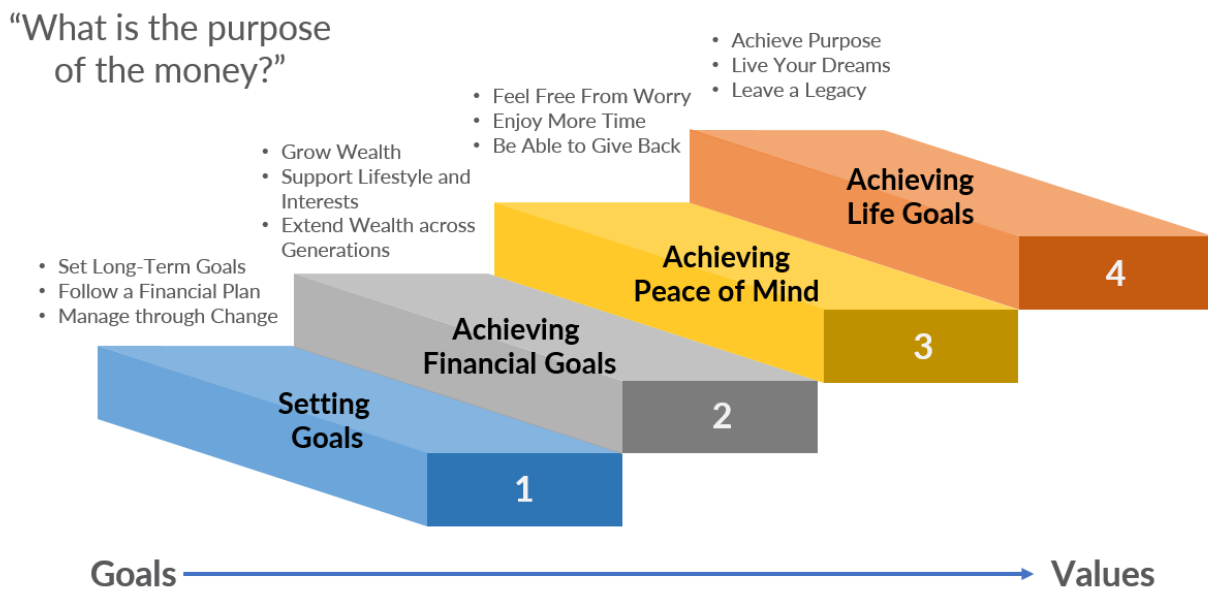 “What is the purpose
of the money?”
• Achieve Purpose
• Live Your Dreams
• Leave a Legacy
• Feel Free From Worry
• Enjoy More Time
• Be Able to Give Back
• Grow Wealth
• Support Lifestyle and
Interests
• Extend Wealth across
Generations
• Set Long-Term Goals
• Follow a Financial Plan
• Manage through Change
Achieving
Life Goals
4
Achieving
Peace of Mind
3
Achieving
Financial Goals
2
Setting
Goals
1
Goals
Values